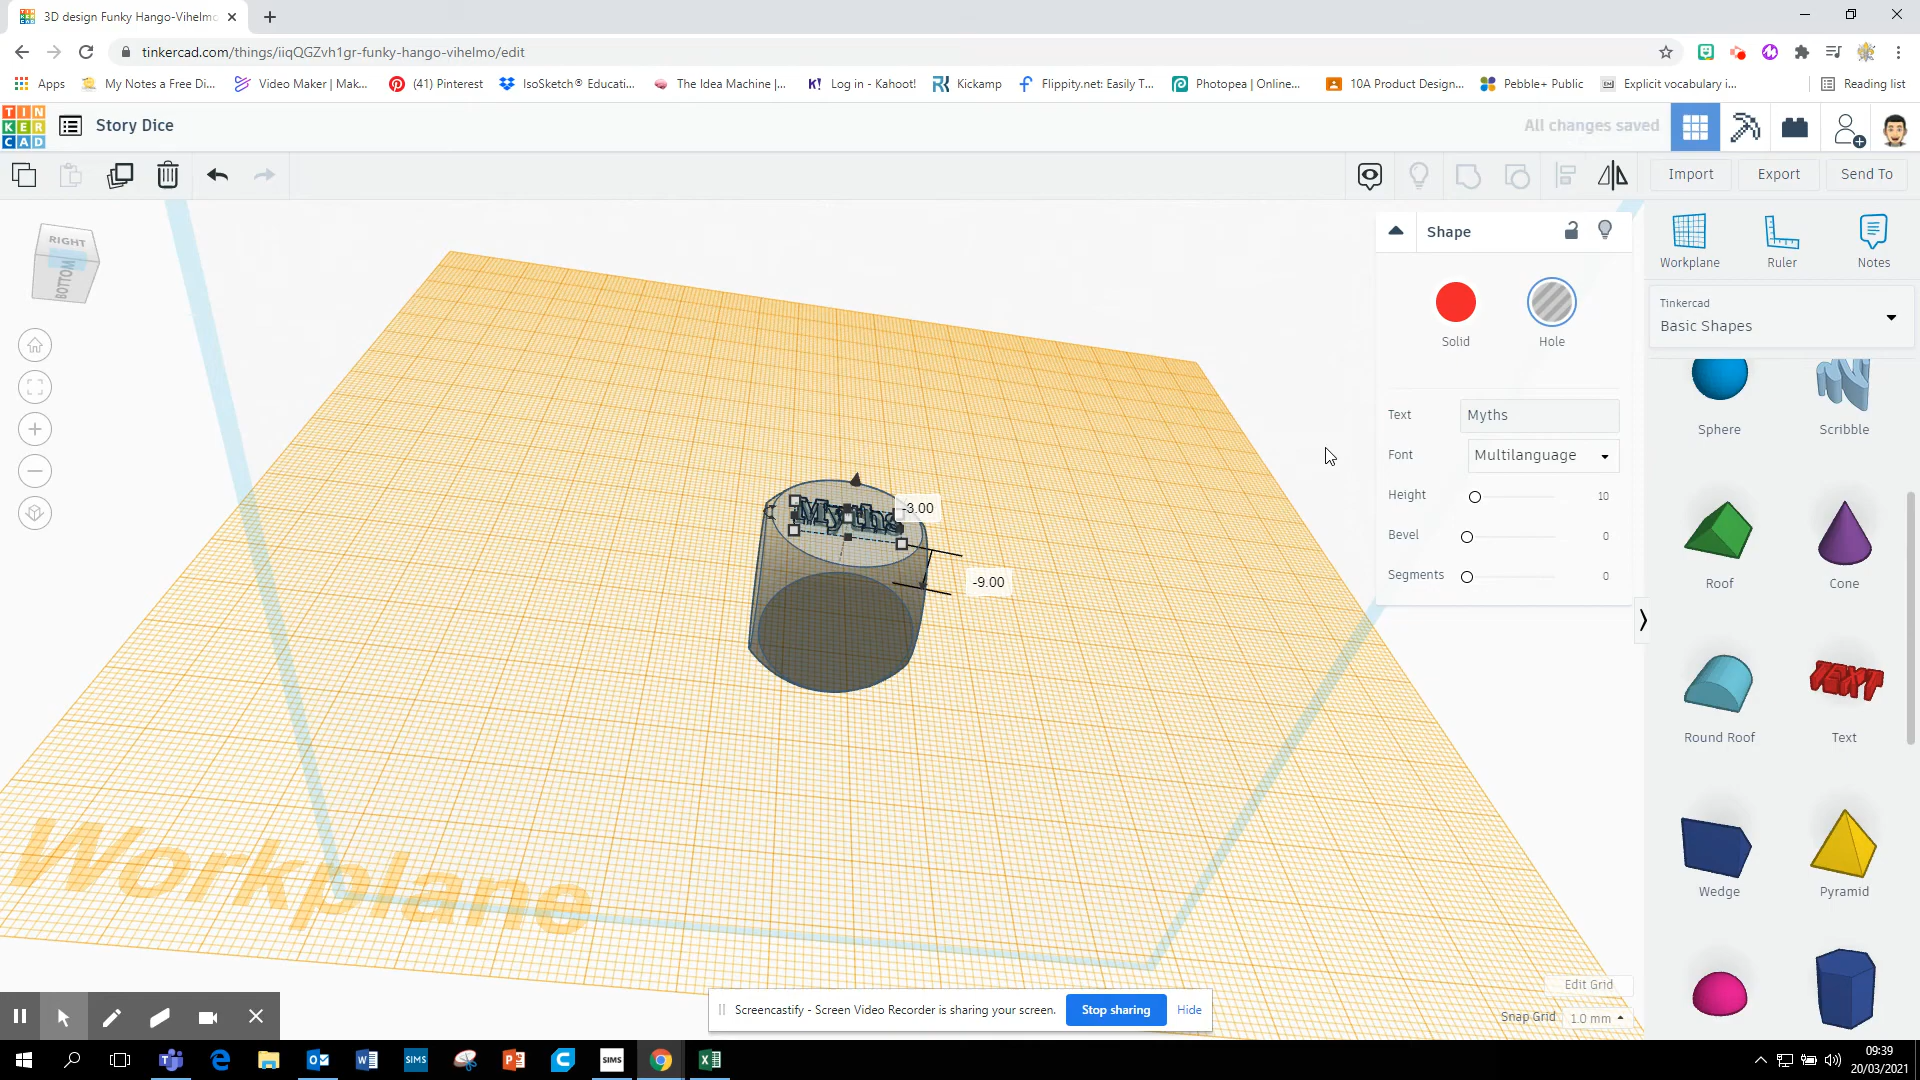 3D design Funky Hango-Vihelmo
tinkercad.com/things/iiqQGZvh1gr-funky-hango-vihelmo/edit
Apps
My Notes a Free Di...
Video Maker | Mak...
(41) Pinterest
IsoSketch® Educati...
The Idea Machine |...
Log in - Kahoot!
Kickamp
Flippity.net: Easily T...
Photopea | Online...
10A Product Design...
Pebble+ Public
Explicit vocabulary i...
Reading list
TIN
KER
CAD
Story Dice
All changes saved
Import
Export
Send To
RIGHT
BOTTOM
Shape
Workplane
Ruler
Notes
Solid
Hole
Tinkercad
Basic Shapes
Text
Myths
Font
Multilanguage
Height
10
Bevel
0
Segments
0
Sphere
Scribble
Roof
Cone
Round Roof
TEXT
Text
Wedge
Pyramid
Myths
-3.00
-9.00
Workplane
Edit Grid
Snap Grid
1.0 mm
Screencastify - Screen Video Recorder is sharing your screen.
Stop sharing
Hide
SIMS
SIMS
09:39
20/03/2021